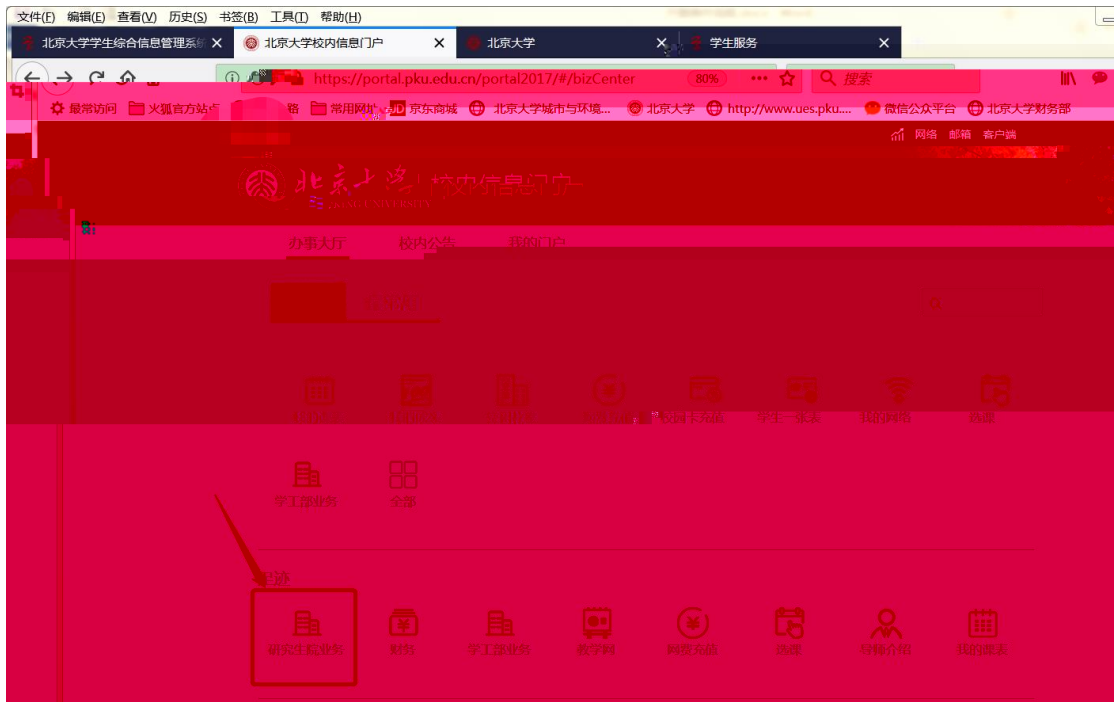 文件(F) 编辑(E) 查看(V) 历史(S) 书签(B) 工具(T) 帮助(H)
北京大学学生综合信息管理系统 北京大学校内信息门户 北京大学 学生服务
https://portal.pku.edu.cn/portal2017/#/bizCenter 80% 搜索
最常访问 火狐官方站点 常用网址 JD 京东商城 北京大学城市与环境... 北京大学 http://www.ues.pku.... 微信公众平台 北京大学财务部
网络 邮箱 客户端
北京大学 校内信息门户
办事大厅 校内公告 我的门户
校园卡充值 学生一张表 我的网络 选课
学工部业务 全部
足迹
研究生院业务 财务 学工部业务 教学网 网费充值 选课 导师介绍 我的课表